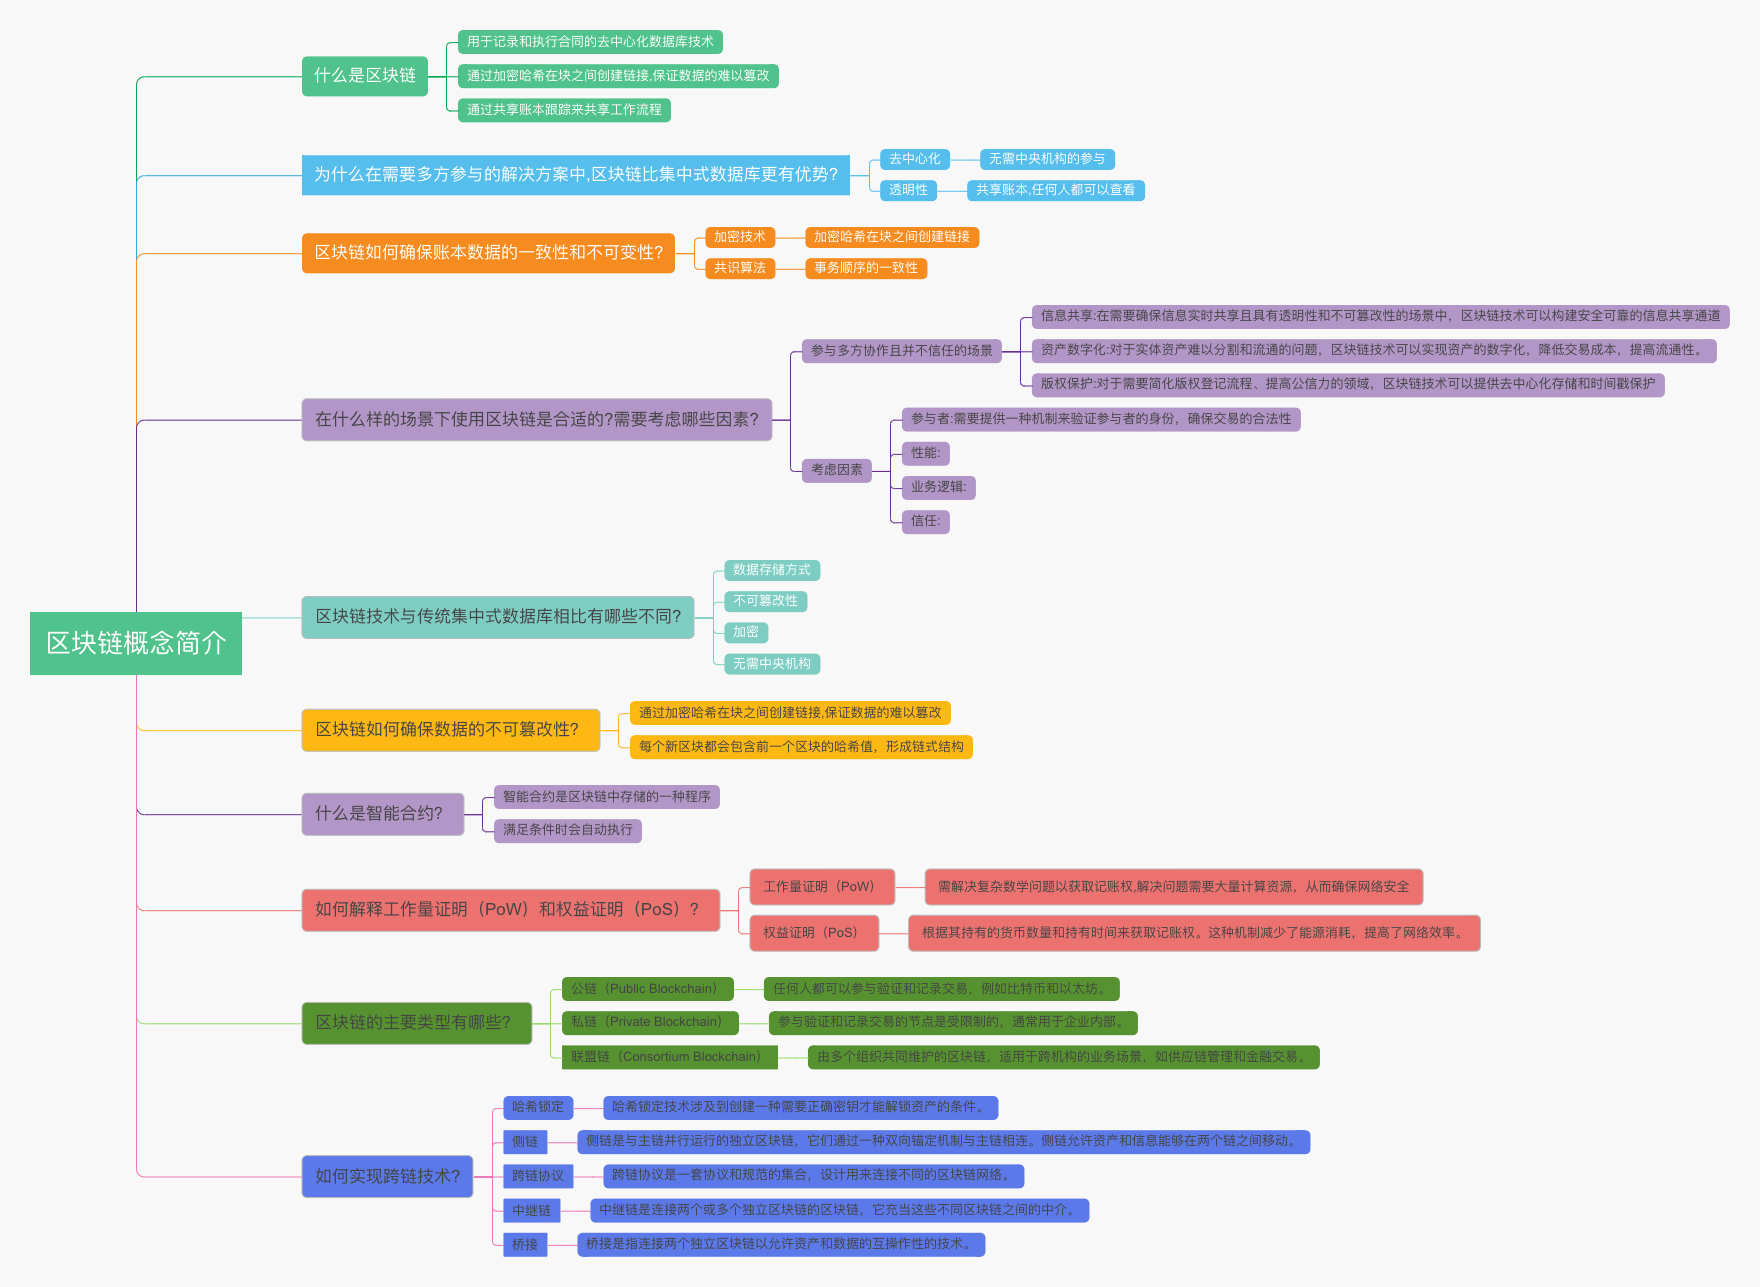 区块链概念简介
什么是区块链
用于记录和执行合同的去中心化数据库技术
通过加密哈希在块之间创建链接,保证数据的难以篡改
通过共享账本跟踪来共享工作流程
为什么在需要多方参与的解决方案中,区块链比集中式数据库更有优势?
去中心化
无需中央机构的参与
透明性
共享账本,任何人都可以查看
区块链如何确保账本数据的一致性和不可变性?
加密技术
加密哈希在块之间创建链接
共识算法
事务顺序的一致性
在什么样的场景下使用区块链是合适的?需要考虑哪些因素?
参与多方协作且并不信任的场景
信息共享:在需要确保信息实时共享且具有透明性和不可篡改性的场景中，区块链技术可以构建安全可靠的信息共享通道
资产数字化:对于实体资产难以分割和流通的问题，区块链技术可以实现资产的数字化，降低交易成本，提高流通性。
版权保护:对于需要简化版权登记流程、提高公信力的领域，区块链技术可以提供去中心化存储和时间戳保护
考虑因素
参与者:需要提供一种机制来验证参与者的身份，确保交易的合法性
性能:
业务逻辑:
信任:
区块链技术与传统集中式数据库相比有哪些不同?
数据存储方式
不可篡改性
加密
无需中央机构
区块链如何确保数据的不可篡改性?
通过加密哈希在块之间创建链接,保证数据的难以篡改
每个新区块都会包含前一个区块的哈希值，形成链式结构
什么是智能合约?
智能合约是区块链中存储的一种程序
满足条件时会自动执行
如何解释工作量证明（PoW）和权益证明（PoS）?
工作量证明（PoW）
需解决复杂数学问题以获取记账权,解决问题需要大量计算资源，从而确保网络安全
权益证明（PoS）
根据其持有的货币数量和持有时间来获取记账权。这种机制减少了能源消耗，提高了网络效率。
区块链的主要类型有哪些?
公链（Public Blockchain）
任何人都可以参与验证和记录交易，例如比特币和以太坊。
私链（Private Blockchain）
参与验证和记录交易的节点是受限制的，通常用于企业内部。
联盟链（Consortium Blockchain）
由多个组织共同维护的区块链，适用于跨机构的业务场景，如供应链管理和金融交易。
如何实现跨链技术?
哈希锁定
哈希锁定技术涉及到创建一种需要正确密钥才能解锁资产的条件。
侧链
侧链是与主链并行运行的独立区块链，它们通过一种双向锚定机制与主链相连。侧链允许资产和信息能够在两个链之间移动。
跨链协议
跨链协议是一套协议和规范的集合，设计用来连接不同的区块链网络。
中继链
中继链是连接两个或多个独立区块链的区块链，它充当这些不同区块链之间的中介。
桥接
桥接是指连接两个独立区块链以允许资产和数据的互操作性的技术。